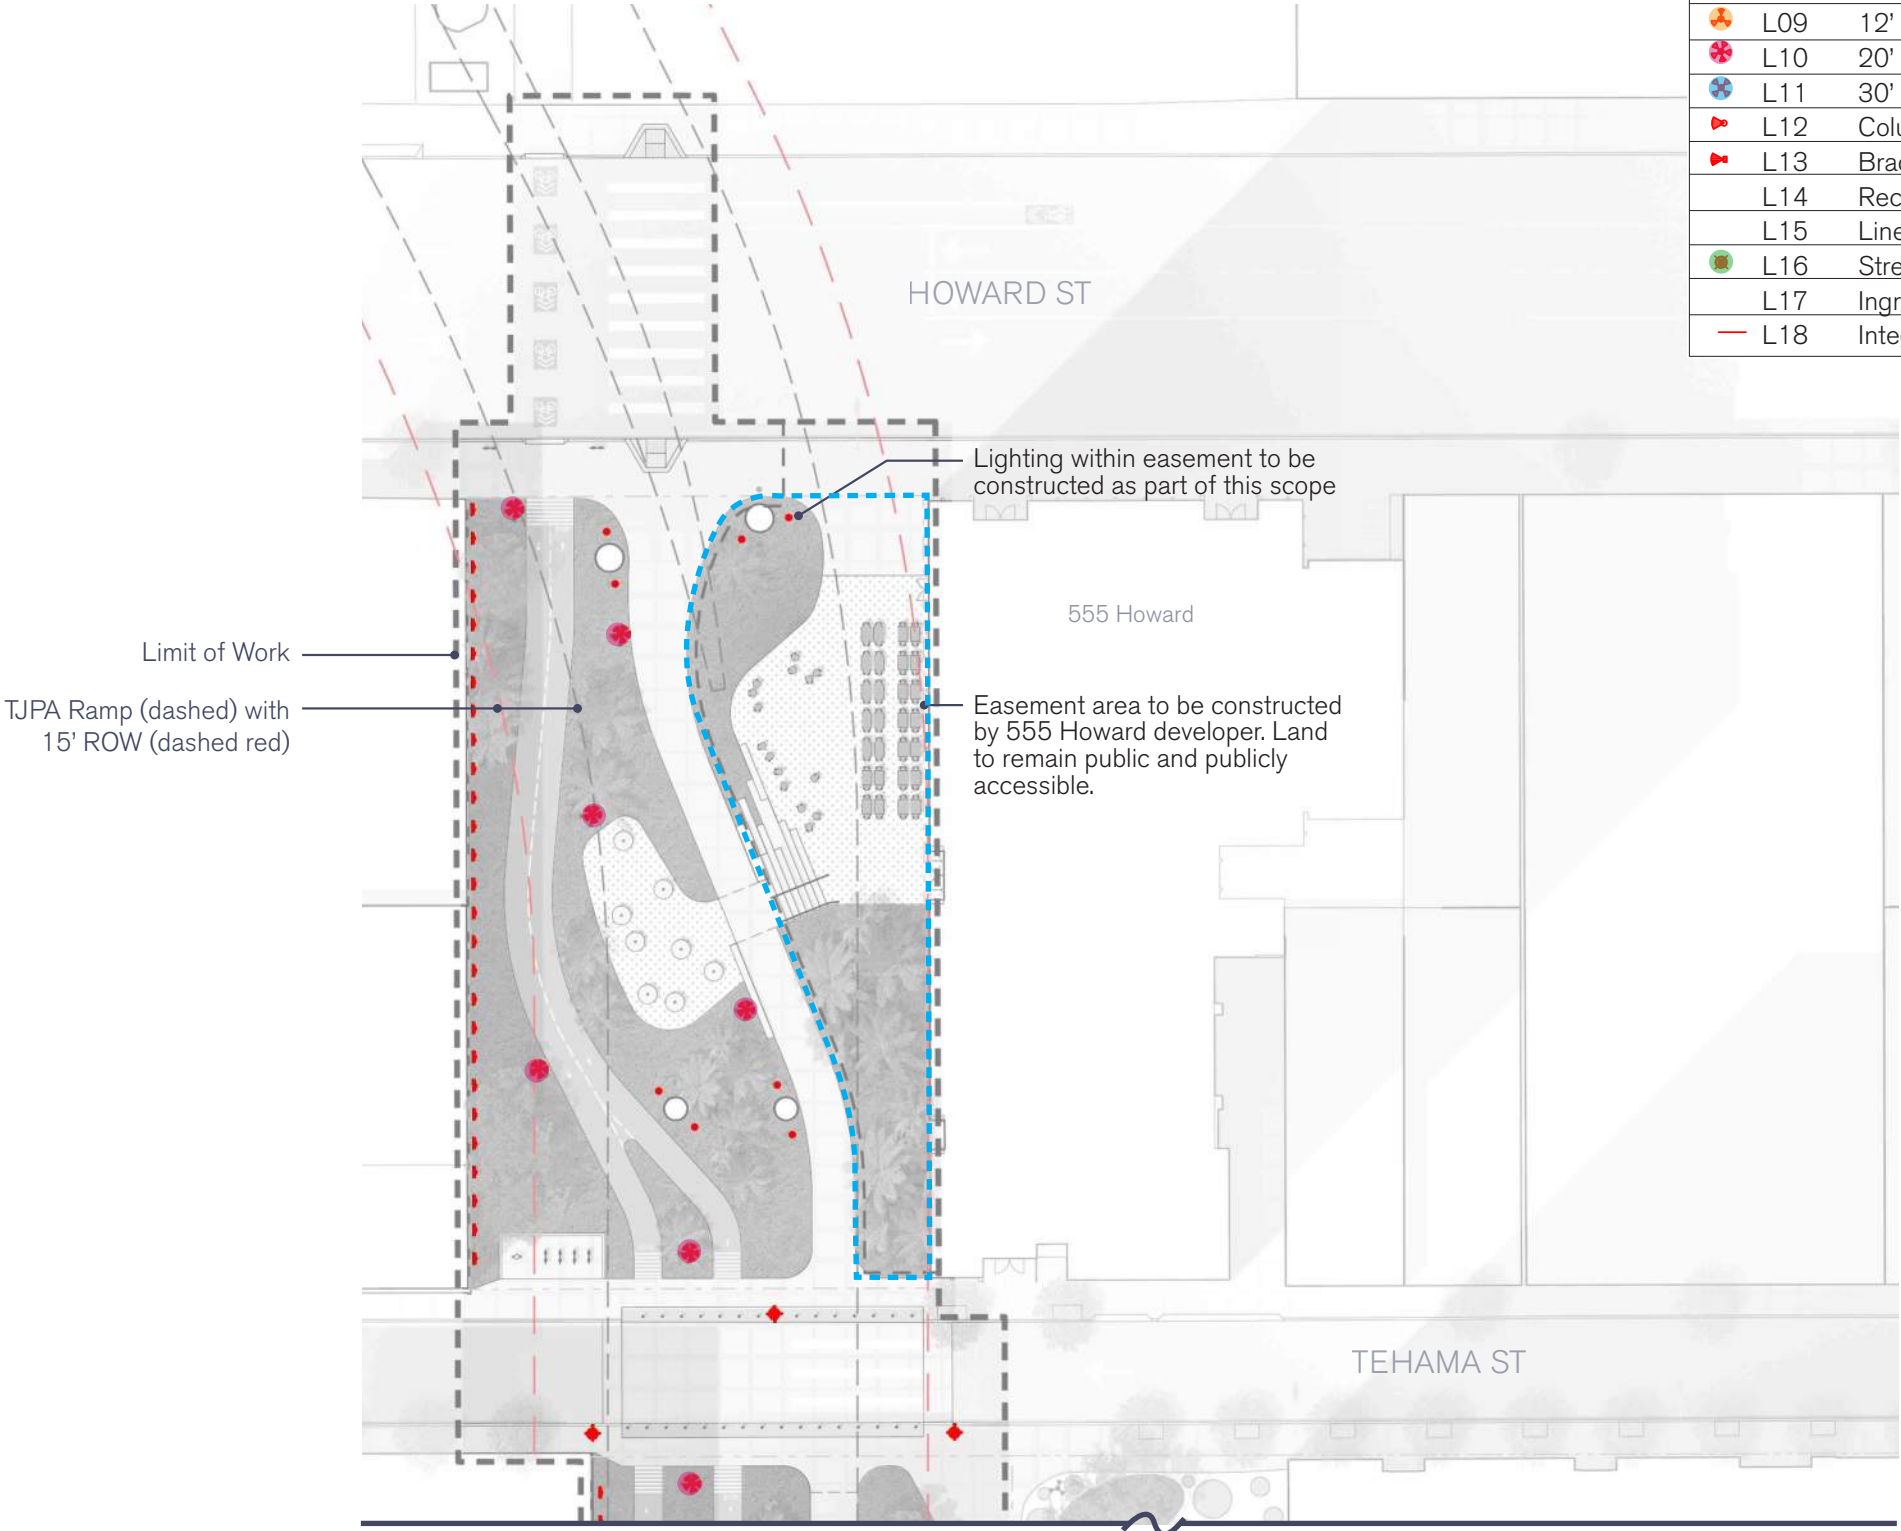 L09 12'
L10 20'
L11 30'
L12
L13
L14
L15
L16
L17
L18
HOWARD ST
Lighting within easement to be
constructed as part of this scope
555 Howard
Limit of Work
TJPA Ramp (dashed) with
15' ROW (dashed red)
Easement area to be constructed
by 555 Howard developer. Land
to remain public and publicly
accessible.
TEHAMA ST